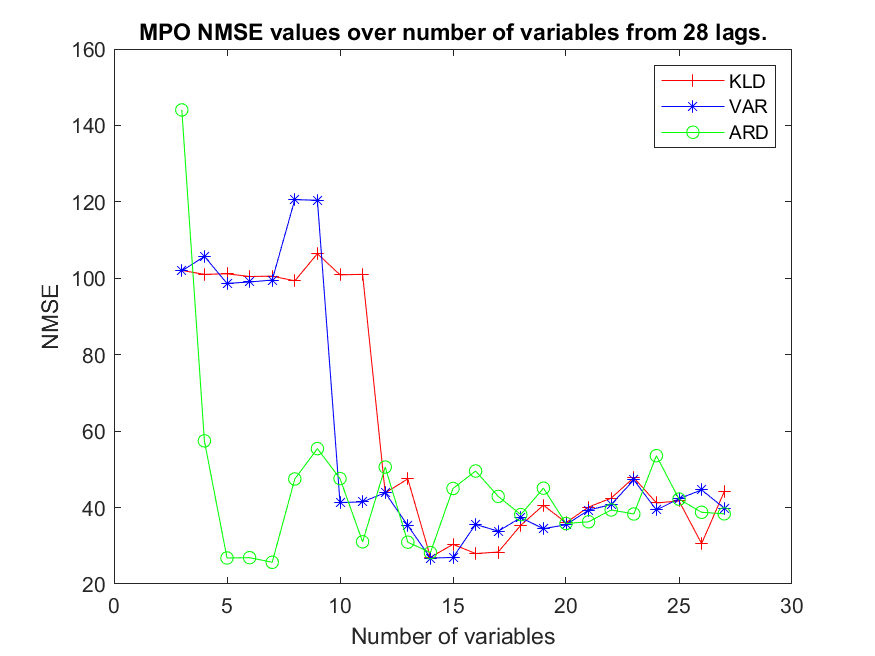 MPO NMSE values over number of variables from 28 lags.
160
140
120
100
80
60
40
20
NMSE
KLD
VAR
ARD
0
5
10
15
20
25
30
Number of variables